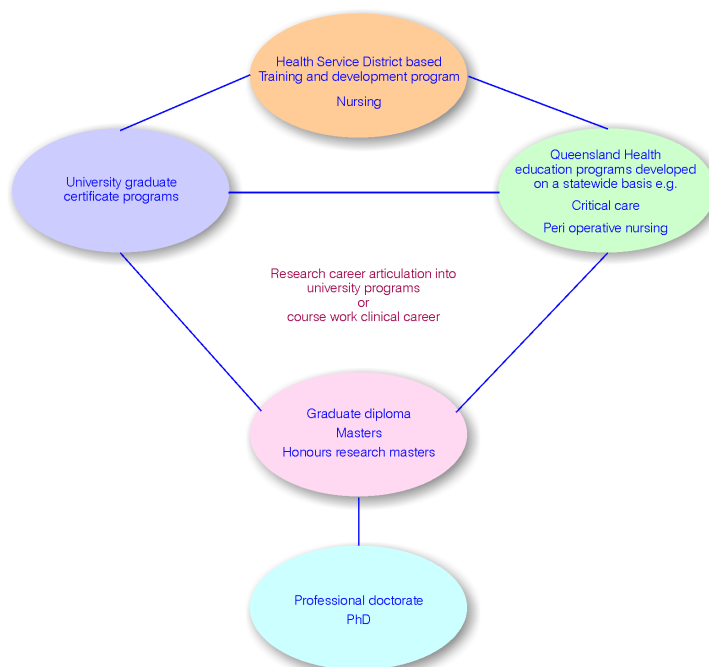 Health Service District based
Training and development program
Nursing
University graduate
certificate programs
Queensland Health
education programs developed
on a statewide basis e.g.
Critical care
Peri operative nursing
Research career articulation into
university programs
or
course work clinical career
Graduate diploma
Masters
Honours research masters
Professional doctorate
PhD